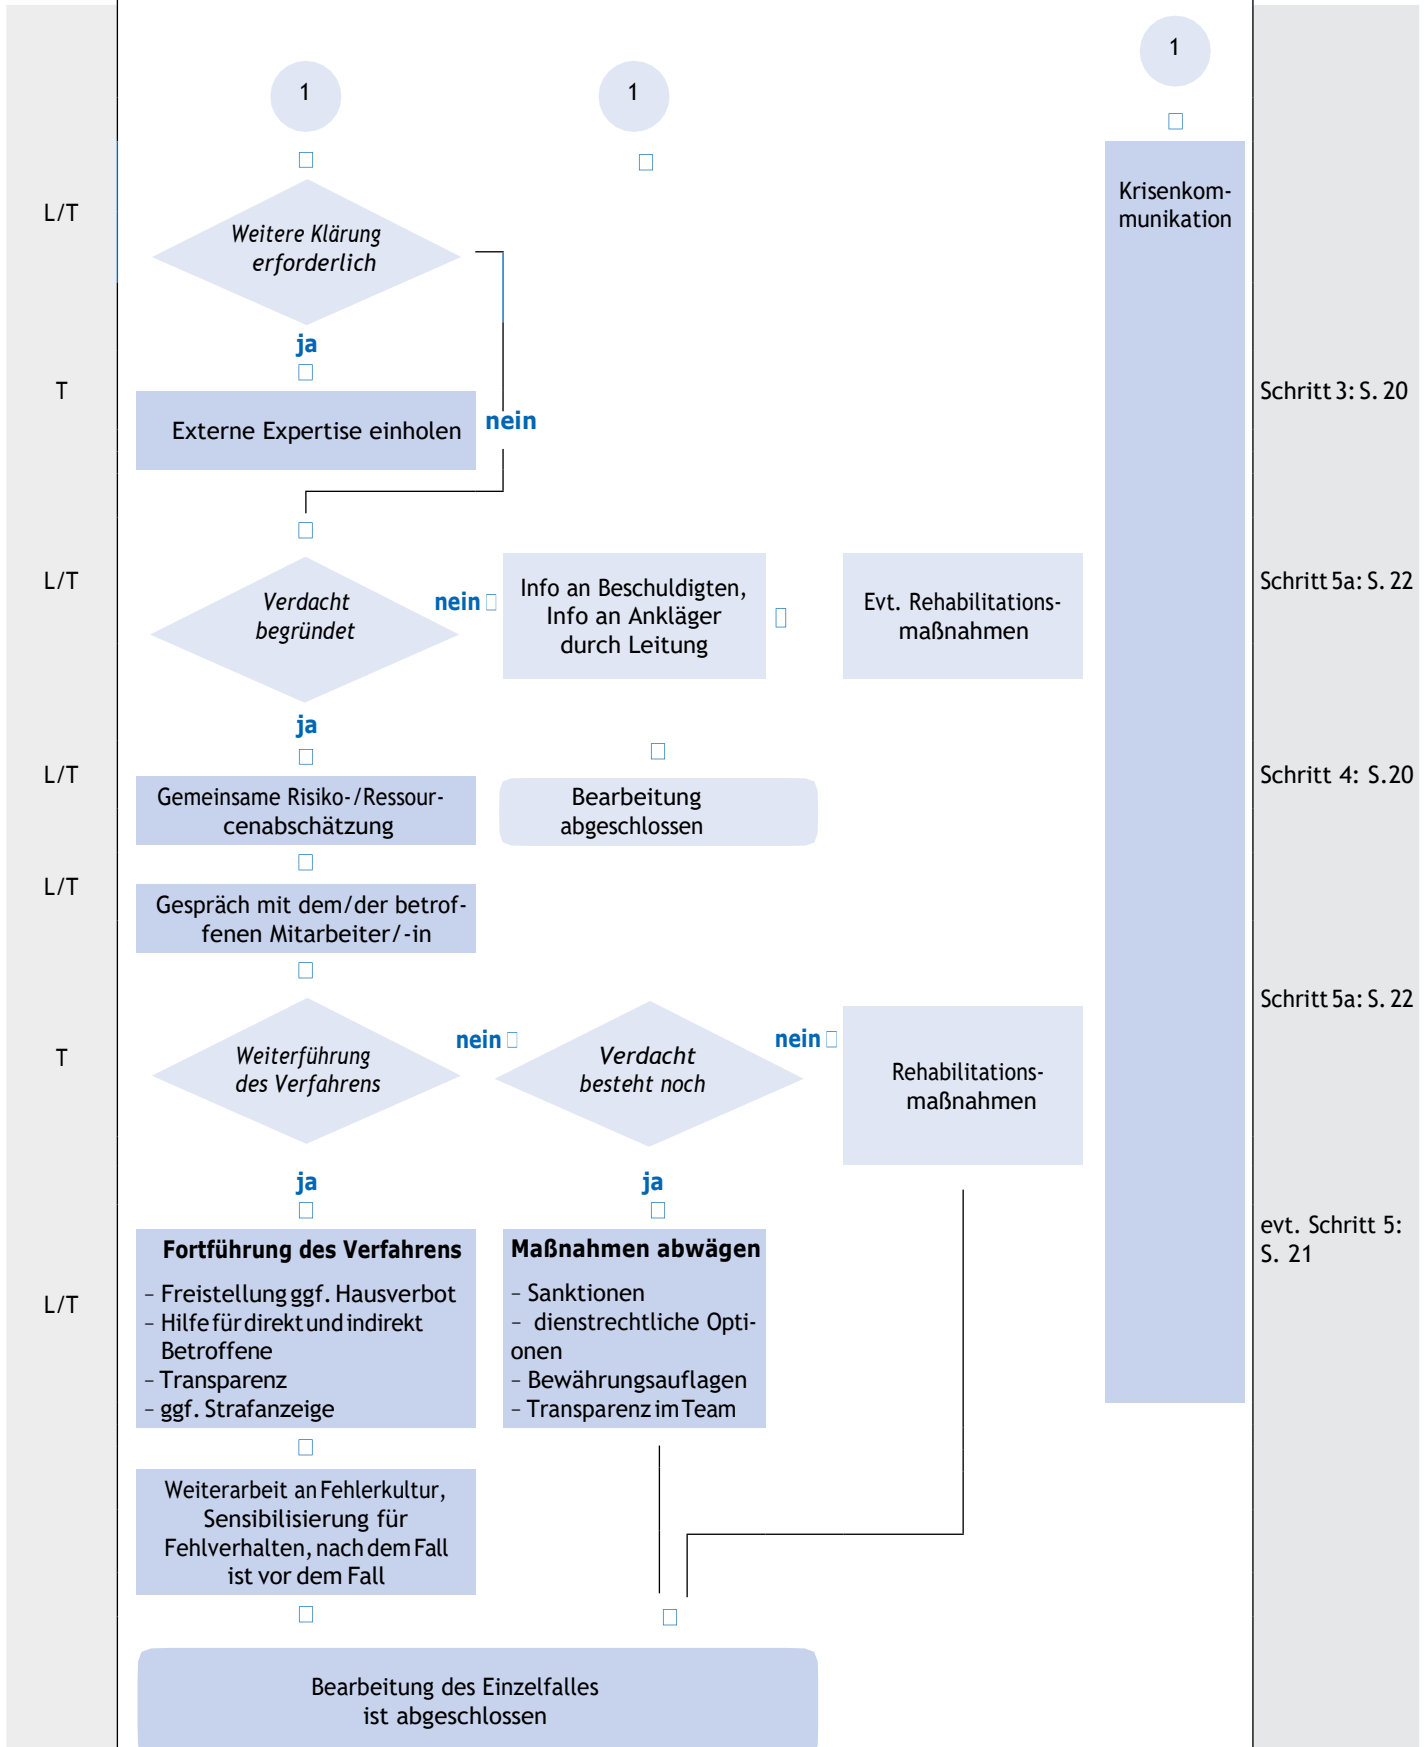 1
1
1
L/T
Weitere Klärung
erforderlich
Krisenkom-
munikation
ja
T
Externe Expertise einholen
nein
Schritt 3: S. 20
L/T
Verdacht
begründet
nein
Info an Beschuldigten,
Info an Ankläger
durch Leitung
Evt. Rehabilitations-
maßnahmen
Schritt 5a: S. 22
ja
L/T
Gemeinsame Risiko-/Ressour-
cenabschätzung
Bearbeitung
abgeschlossen
Schritt 4: S.20
L/T
Gespräch mit dem/der betrof-
fenen Mitarbeiter/-in
Schritt 5a: S. 22
T
Weiterführung
des Verfahrens
nein
Verdacht
besteht noch
nein
Rehabilitations-
maßnahmen
ja
ja
evt. Schritt 5:
S. 21
L/T
Fortführung des Verfahrens
– Freistellung ggf. Hausverbot
– Hilfe für direkt und indirekt
Betroffene
– Transparenz
– ggf. Strafanzeige
Maßnahmen abwägen
– Sanktionen
– dienstrechtliche Opti-
onen
– Bewährungsauflagen
– Transparenz im Team
Weiterarbeit an Fehlerkultur,
Sensibilisierung für
Fehlverhalten, nach dem Fall
ist vor dem Fall
Bearbeitung des Einzelfalles
ist abgeschlossen